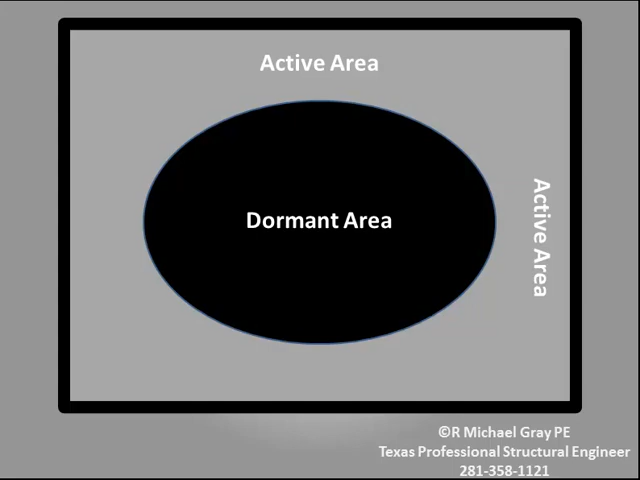 Active Area
Dormant Area
Active Area
©R Michael Gray PE
Texas Professional Structural Engineer
281-358-1121